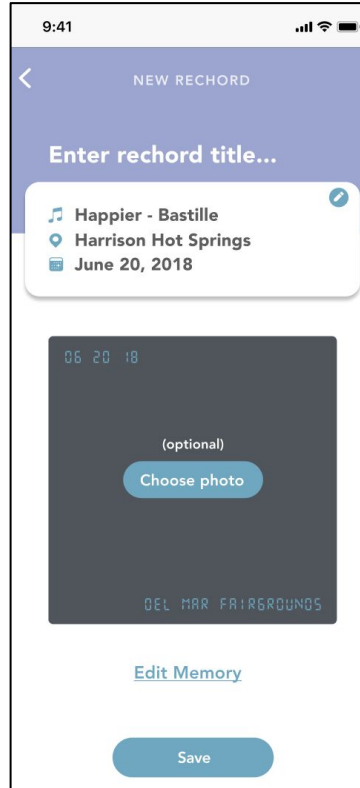 9:41
NEW RECHORD
Enter rechord title...
Happier - Bastille
Harrison Hot Springs
June 20, 2018
06 20 18
(optional)
Choose photo
DEL MAR FAIRGROUNDS
Edit Memory
Save